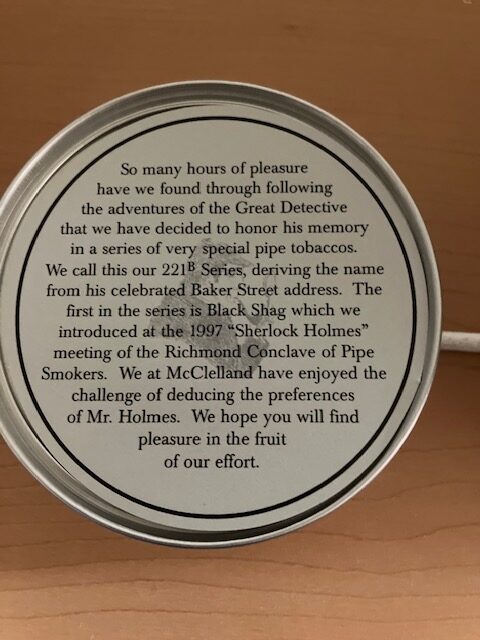 So many hours of pleasure
have we found through following
the adventures of the Great Detective
that we have decided to honor his memory
in a series of very special pipe tobaccos.
We call this our 221ᴮ Series, deriving the name
from his celebrated Baker Street address. The
first in the series is Black Shag which we
introduced at the 1997 “Sherlock Holmes”
meeting of the Richmond Conclave of Pipe
Smokers. We at McClelland have enjoyed the
challenge of deducing the preferences
of Mr. Holmes. We hope you will find
pleasure in the fruit
of our effort.